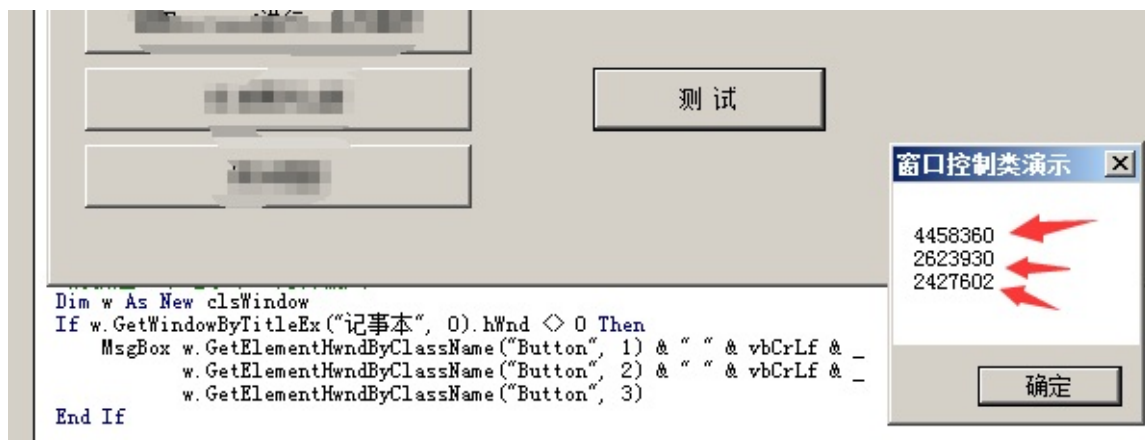 测 试
窗口控制类演示
4458360
2623930
2427602
确定
Dim w As New clsWindow
If w.GetWindowByTitleEx("记事本", 0).hWnd <> 0 Then
MsgBox w.GetElementHwndByClassName("Button", 1) & " " & vbCrLf & _
w.GetElementHwndByClassName("Button", 2) & " " & vbCrLf & _
w.GetElementHwndByClassName("Button", 3)
End If